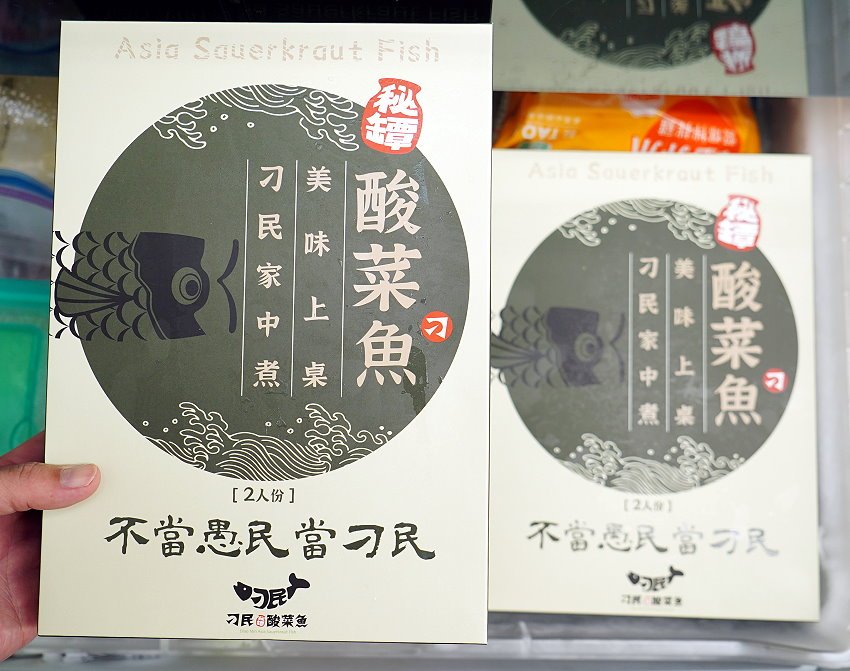 Asia Sauerkraut Fish
秘罈
酸菜魚
刁
美味上桌
刁民家中煮
[2人份]
不當愚民當刁民
刁民
刁民酸菜魚
Asia Sauerkraut Fish
秘罈
酸菜魚
刁
美味上桌
刁民家中煮
[2人份]
不當愚民當刁民
刁民
刁民酸菜魚